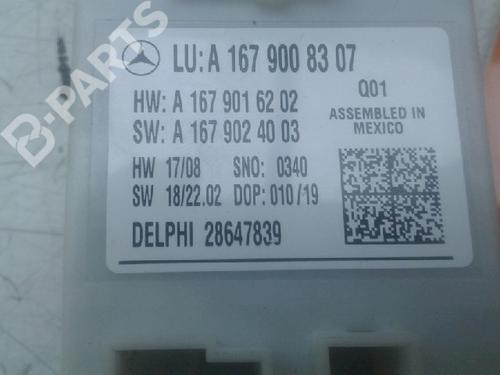 B-PARTS
LU: A 167 900 83 07
HW: A 167 901 62 02
SW: A 167 902 40 03
Q01
ASSEMBLED IN
MEXICO
HW 17/08 SNO: 0340
SW 18/22.02 DOP: 010/19
DELPHI 28647839